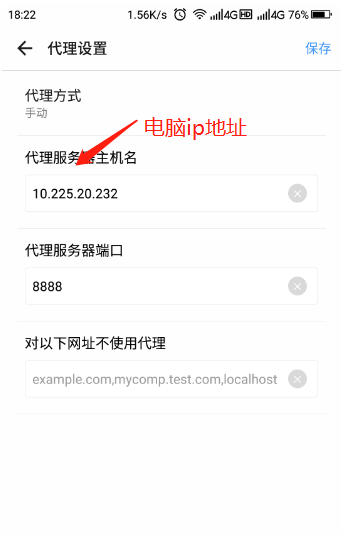 18:22 1.56K/s 4G HD 4G 76%
代理设置 保存
代理方式
手动
电脑ip地址
代理服务器主机名
10.225.20.232
代理服务器端口
8888
对以下网址不使用代理
example.com,mycomp.test.com,localhost